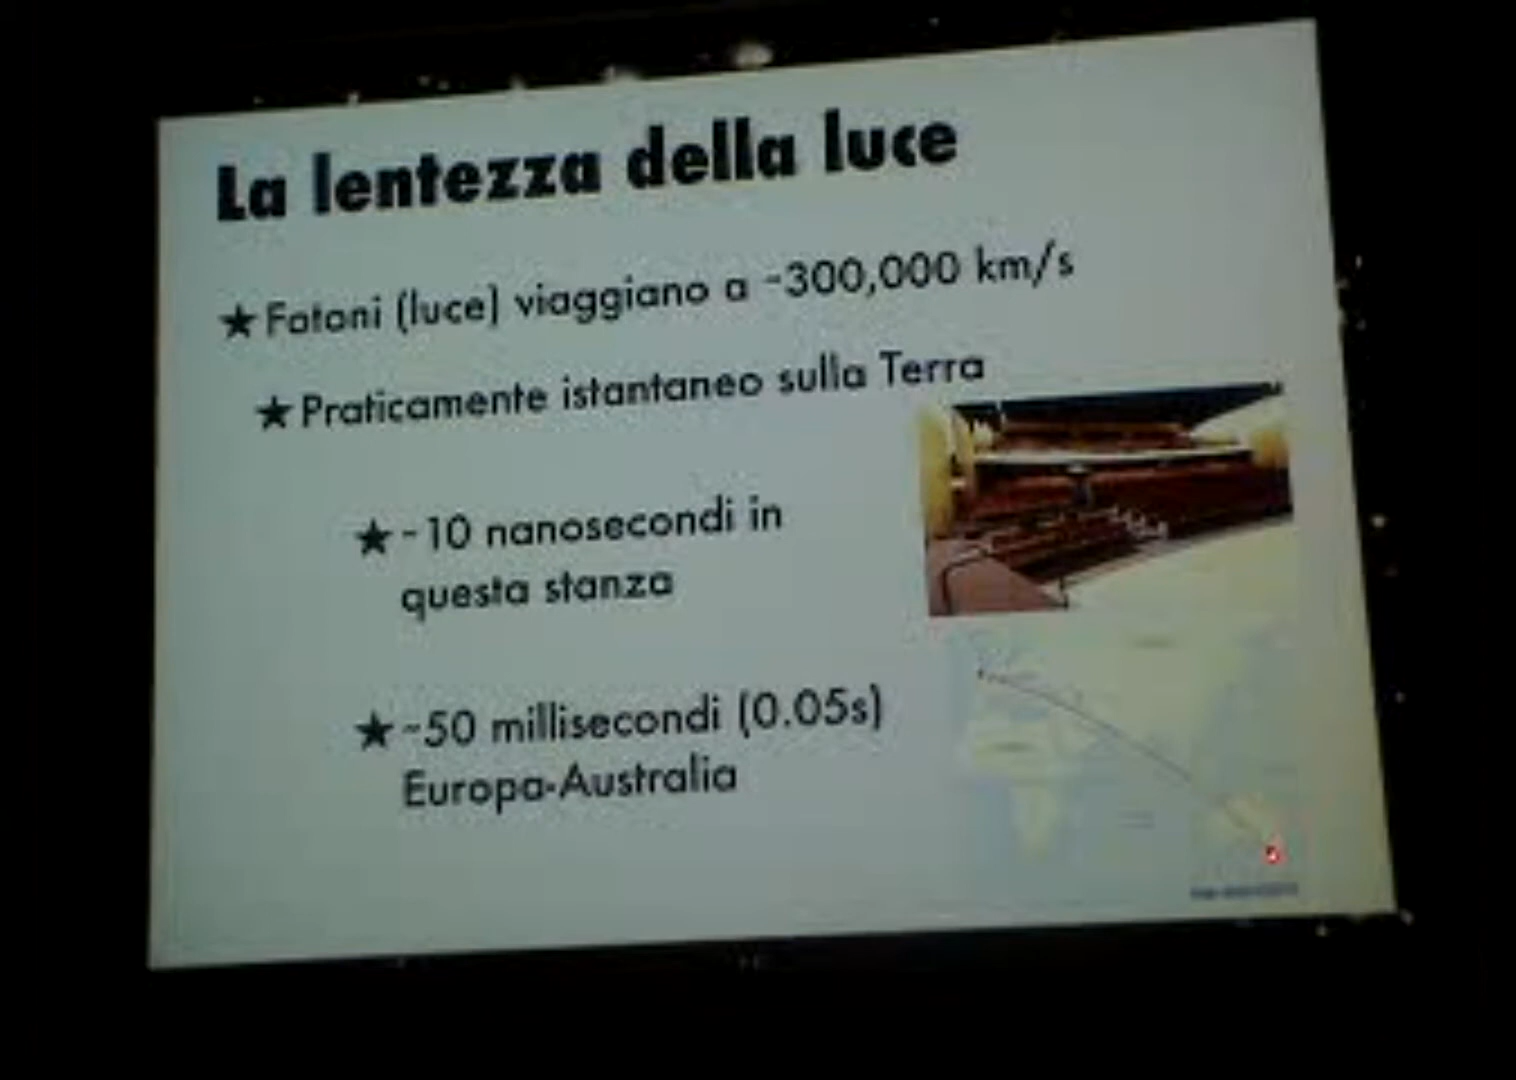 La lentezza della luce
★ Fotoni (luce) viaggiano a ~300,000 km/s
★ Praticamente istantaneo sulla Terra
★ ~10 nanosecondi in
questa stanza
★ ~50 millisecondi (0.05s)
Europa-Australia